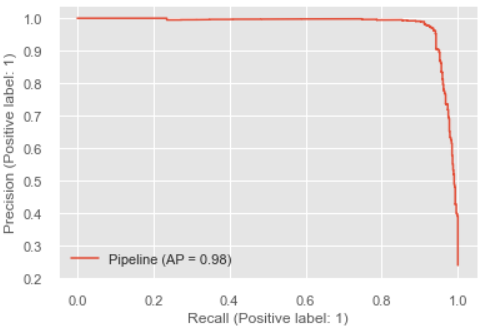 Precision (Positive label: 1)
1.0
0.9
0.8
0.7
0.6
0.5
0.4
0.3
0.2
Pipeline (AP = 0.98)
0.0 0.2 0.4 0.6 0.8 1.0
Recall (Positive label: 1)